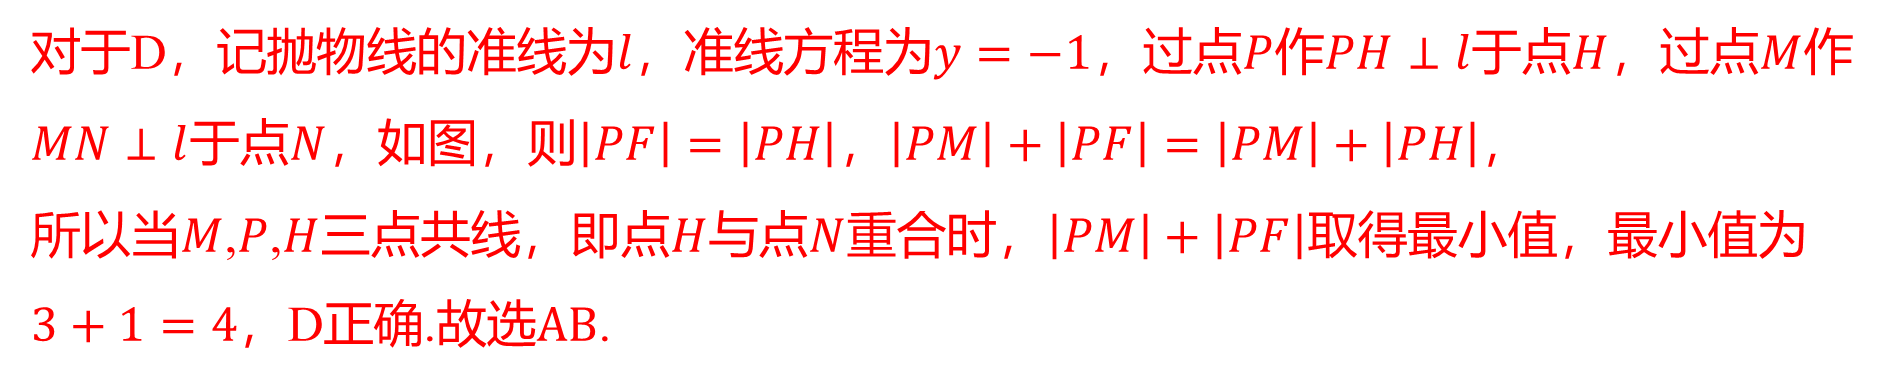 对于D，记抛物线的准线为l，准线方程为y = −1，过点P作PH ⊥ l于点H，过点M作
MN ⊥ l于点N，如图，则|PF| = |PH|，|PM| + |PF| = |PM| + |PH|，
所以当M,P,H三点共线，即点H与点N重合时，|PM| + |PF|取得最小值，最小值为
3 + 1 = 4，D正确.故选AB.